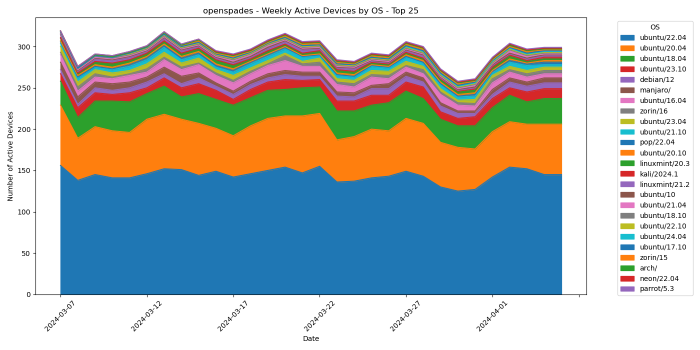 openspades - Weekly Active Devices by OS - Top 25
Number of Active Devices
300
250
200
150
100
50
0
2024-03-07
2024-03-12
2024-03-17
2024-03-22
2024-03-27
2024-04-01
Date
OS
ubuntu/22.04
ubuntu/20.04
ubuntu/18.04
ubuntu/23.10
debian/12
manjaro/
ubuntu/16.04
zorin/16
ubuntu/23.04
ubuntu/21.10
pop/22.04
ubuntu/20.10
linuxmint/20.3
kali/2024.1
linuxmint/21.2
ubuntu/10
ubuntu/21.04
ubuntu/18.10
ubuntu/22.10
ubuntu/24.04
ubuntu/17.10
zorin/15
arch/
neon/22.04
parrot/5.3